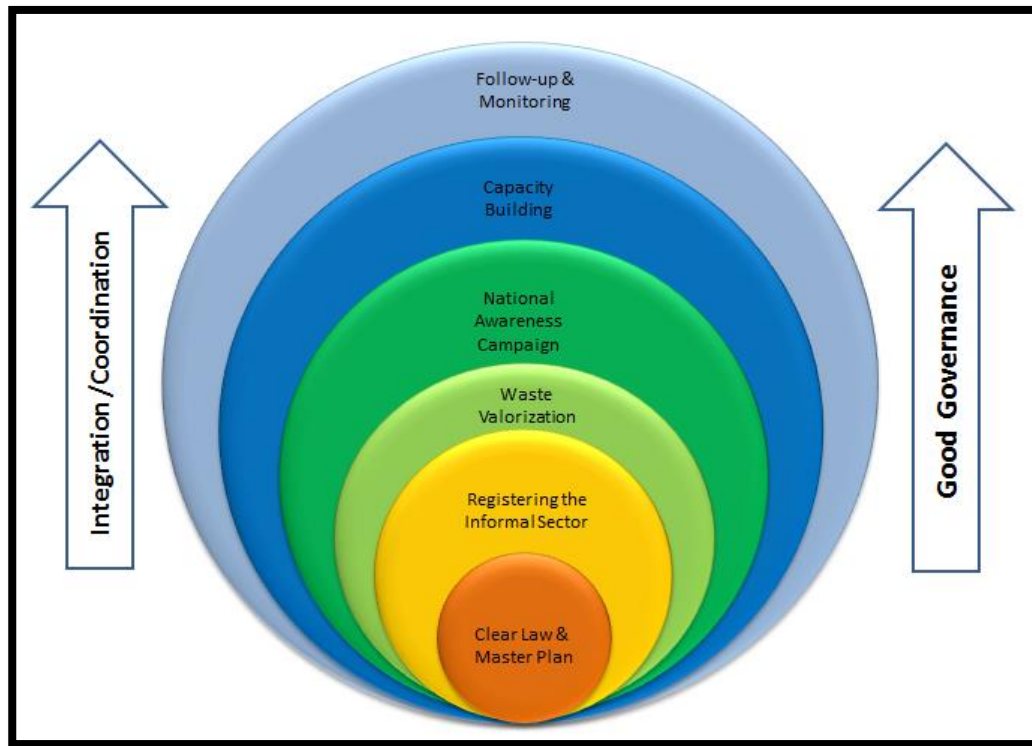 Follow-up &
Monitoring
Capacity
Building
National
Awareness
Campaign
Waste
Valorization
Registering the
Informal Sector
Clear Law &
Master Plan
Integration /Coordination
Good Governance